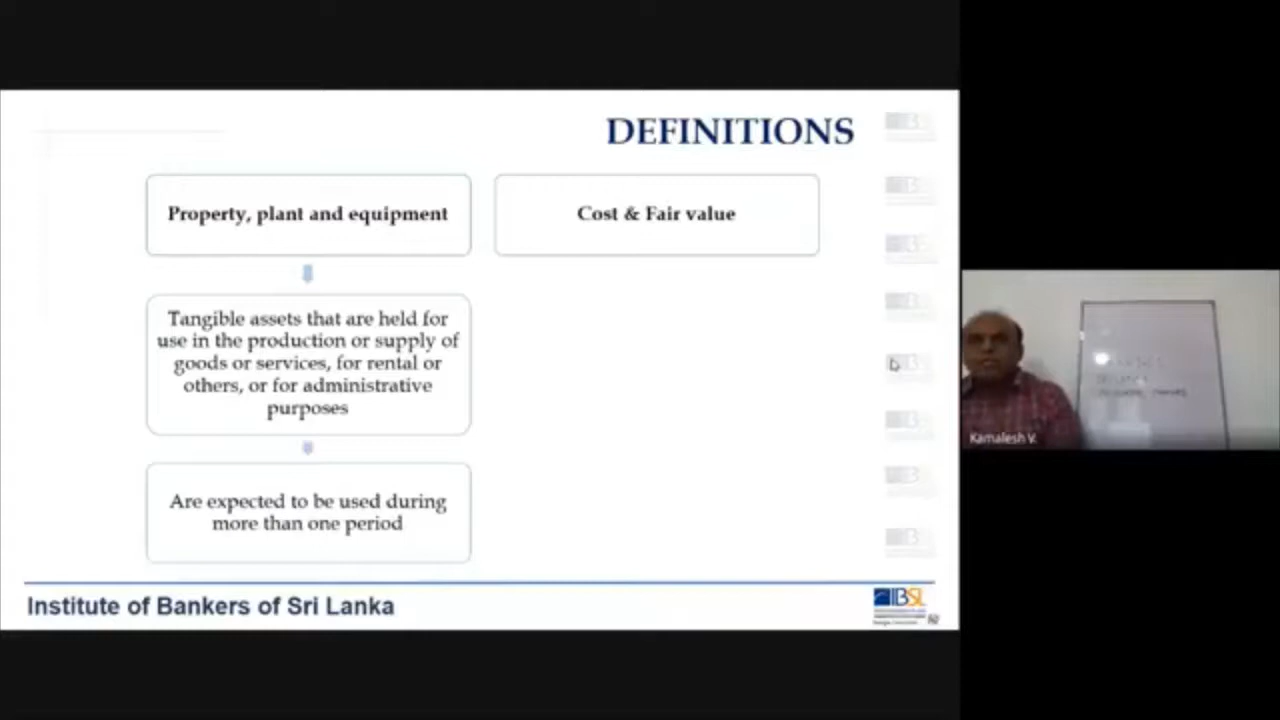 DEFINITIONS
Property, plant and equipment
Cost & Fair value
Tangible assets that are held for
use in the production or supply of
goods or services, for rental or
others, or for administrative
purposes
Are expected to be used during
more than one period
Institute of Bankers of Sri Lanka
IBSL
Kamalesh V.